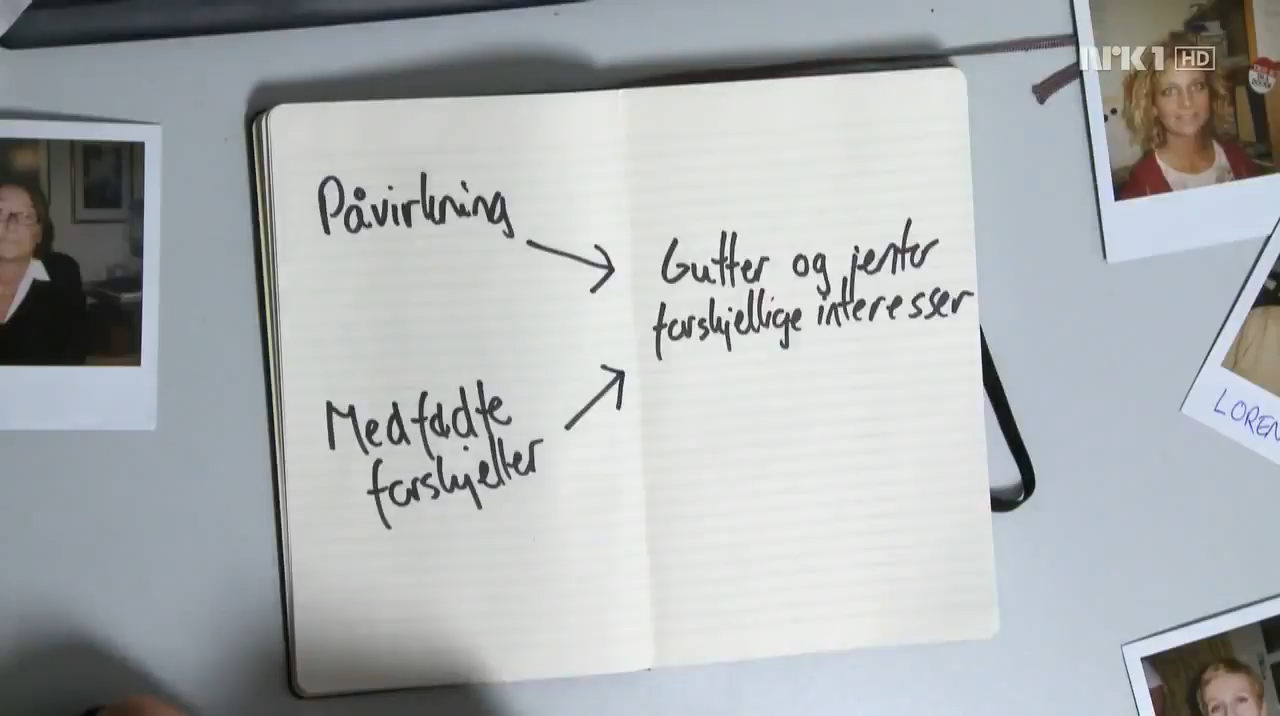 NRK1 HD
Påvirkning
Gutter og jenter
forskjellige interesser
Medfødte
forskjeller
LOREN